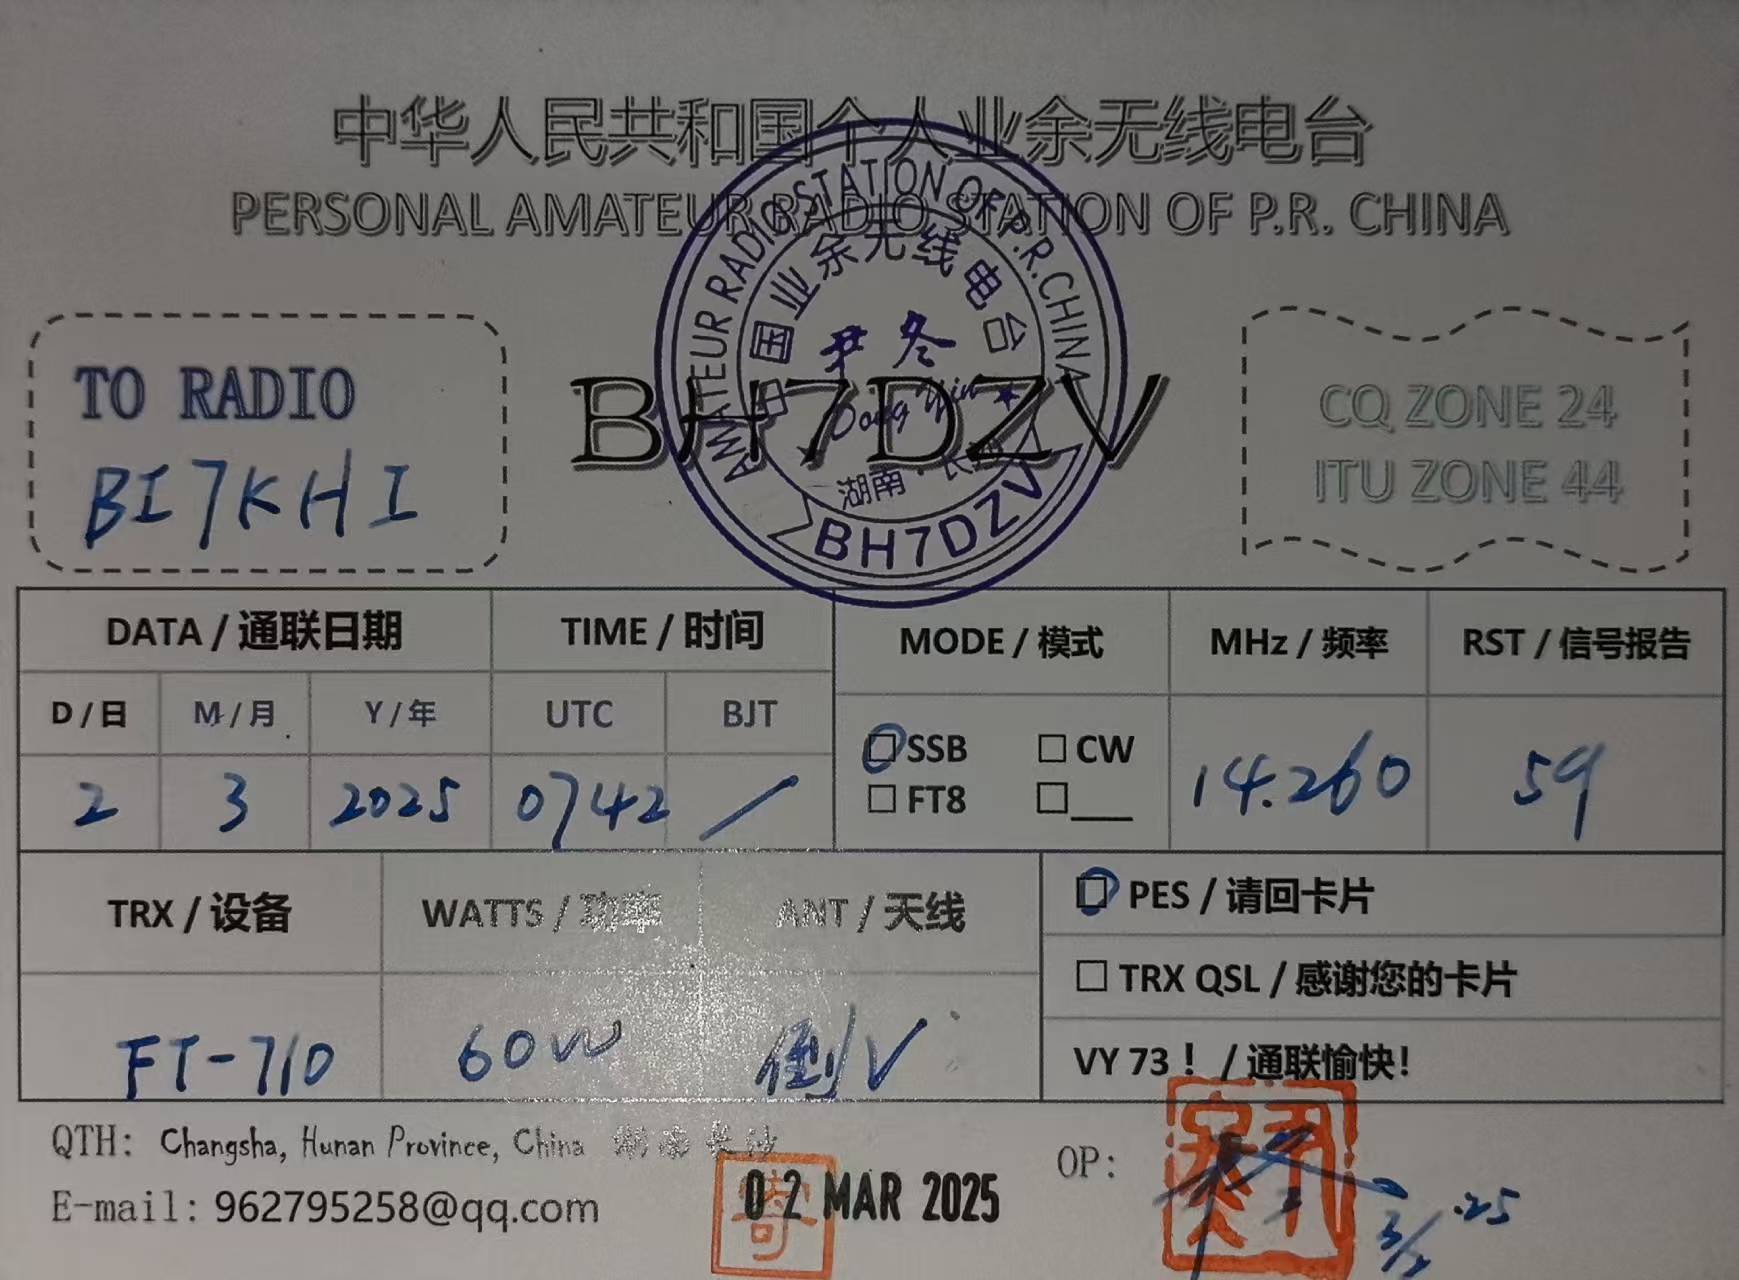 中华人民共和国个人业余无线电台
PERSONAL AMATEUR RADIO STATION OF P.R. CHINA
AMATEUR RADIO STATION OF P.R.CHINA
中国业余无线电台
尹冬
Dong Yin
湖南·长沙
BH7DZV
TO RADIO
BI7KHI
BH7DZV
CQ ZONE 24
ITU ZONE 44
DATA / 通联日期 TIME / 时间 MODE / 模式 MHz / 频率 RST / 信号报告
D / 日 M / 月 Y / 年 UTC BJT
□ SSB □ CW
□ FT8 □___
2 3 2025 0742 / 14.260 59
TRX / 设备 WATTS / 功率 ANT / 天线
FT-710 60W 倒V
□ PES / 请回卡片
□ TRX QSL / 感谢您的卡片
VY 73！ / 通联愉快!
QTH: Changsha, Hunan Province, China 湖南长沙
OP:
E-mail: 962795258@qq.com
寄
02 MAR 2025